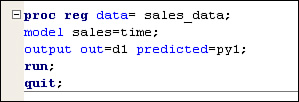 proc reg data= sales_data;
model sales=time;
output out=d1 predicted=py1;
run;
quit;